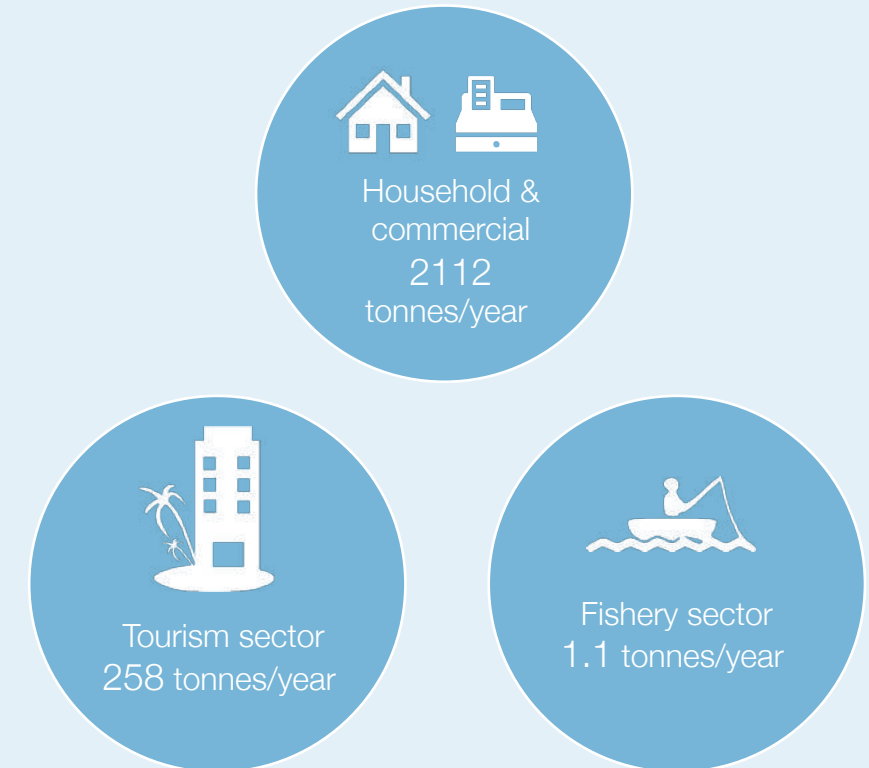 Household &
commercial
2112
tonnes/year
Tourism sector
258 tonnes/year
Fishery sector
1.1 tonnes/year